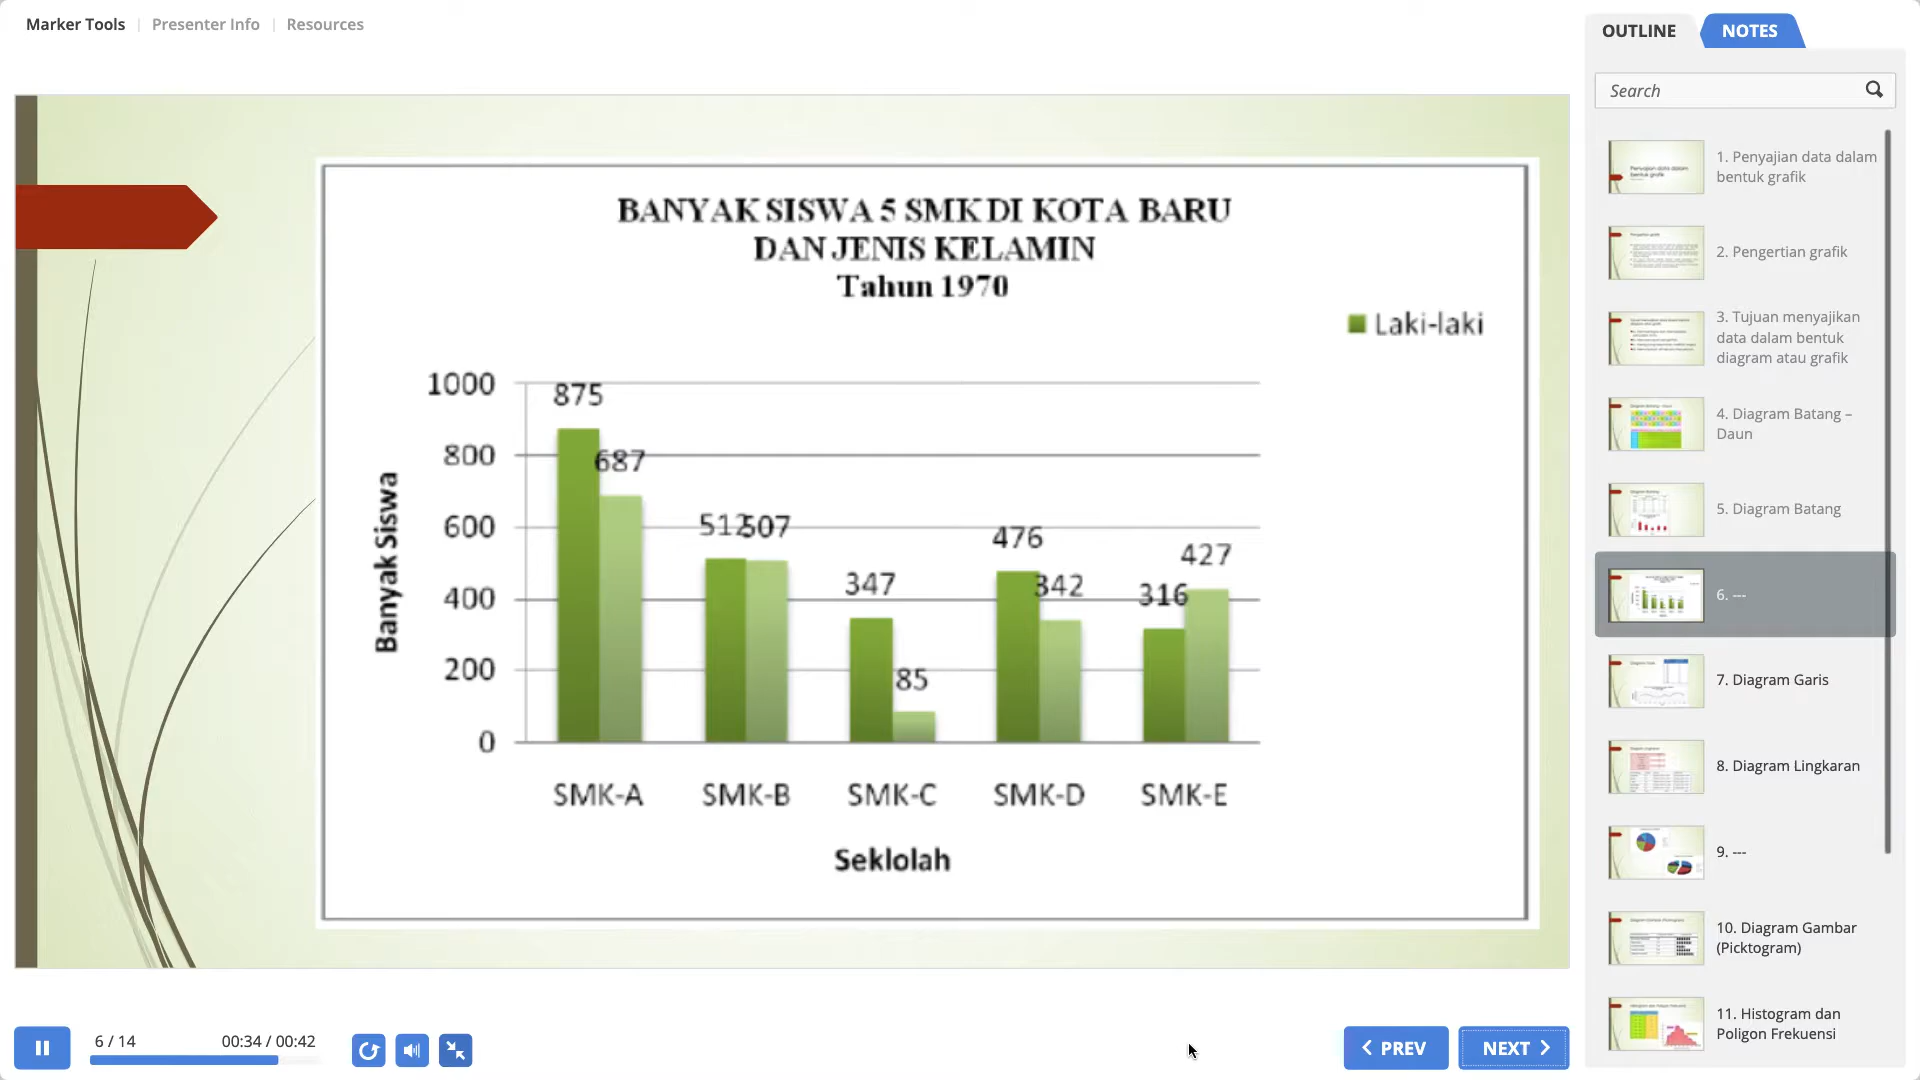 Marker Tools
Presenter Info
Resources
OUTLINE
NOTES
Search
BANYAK SISWA 5 SMK DI KOTA BARU
DAN JENIS KELAMIN
Tahun 1970
Laki-laki
1000
800
600
400
200
0
875
687
512
507
347
85
476
342
316
427
Banyak Siswa
SMK-A
SMK-B
SMK-C
SMK-D
SMK-E
Seklolah
1. Penyajian data dalam
bentuk grafik
2. Pengertian grafik
3. Tujuan menyajikan
data dalam bentuk
diagram atau grafik
4. Diagram Batang –
Daun
5. Diagram Batang
6. ---
7. Diagram Garis
8. Diagram Lingkaran
9. ---
10. Diagram Gambar
(Picktogram)
11. Histogram dan
Poligon Frekuensi
6 / 14
00:34 / 00:42
PREV
NEXT